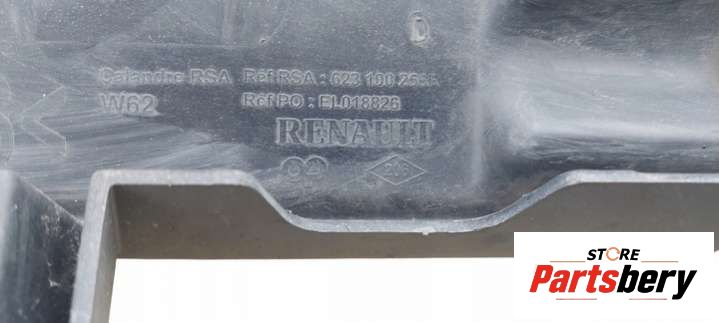 D
Calandre RSA Réf RSA : 623 100 256R
W62 Réf PO : EL018826
RENAULT
STORE
Partsbery